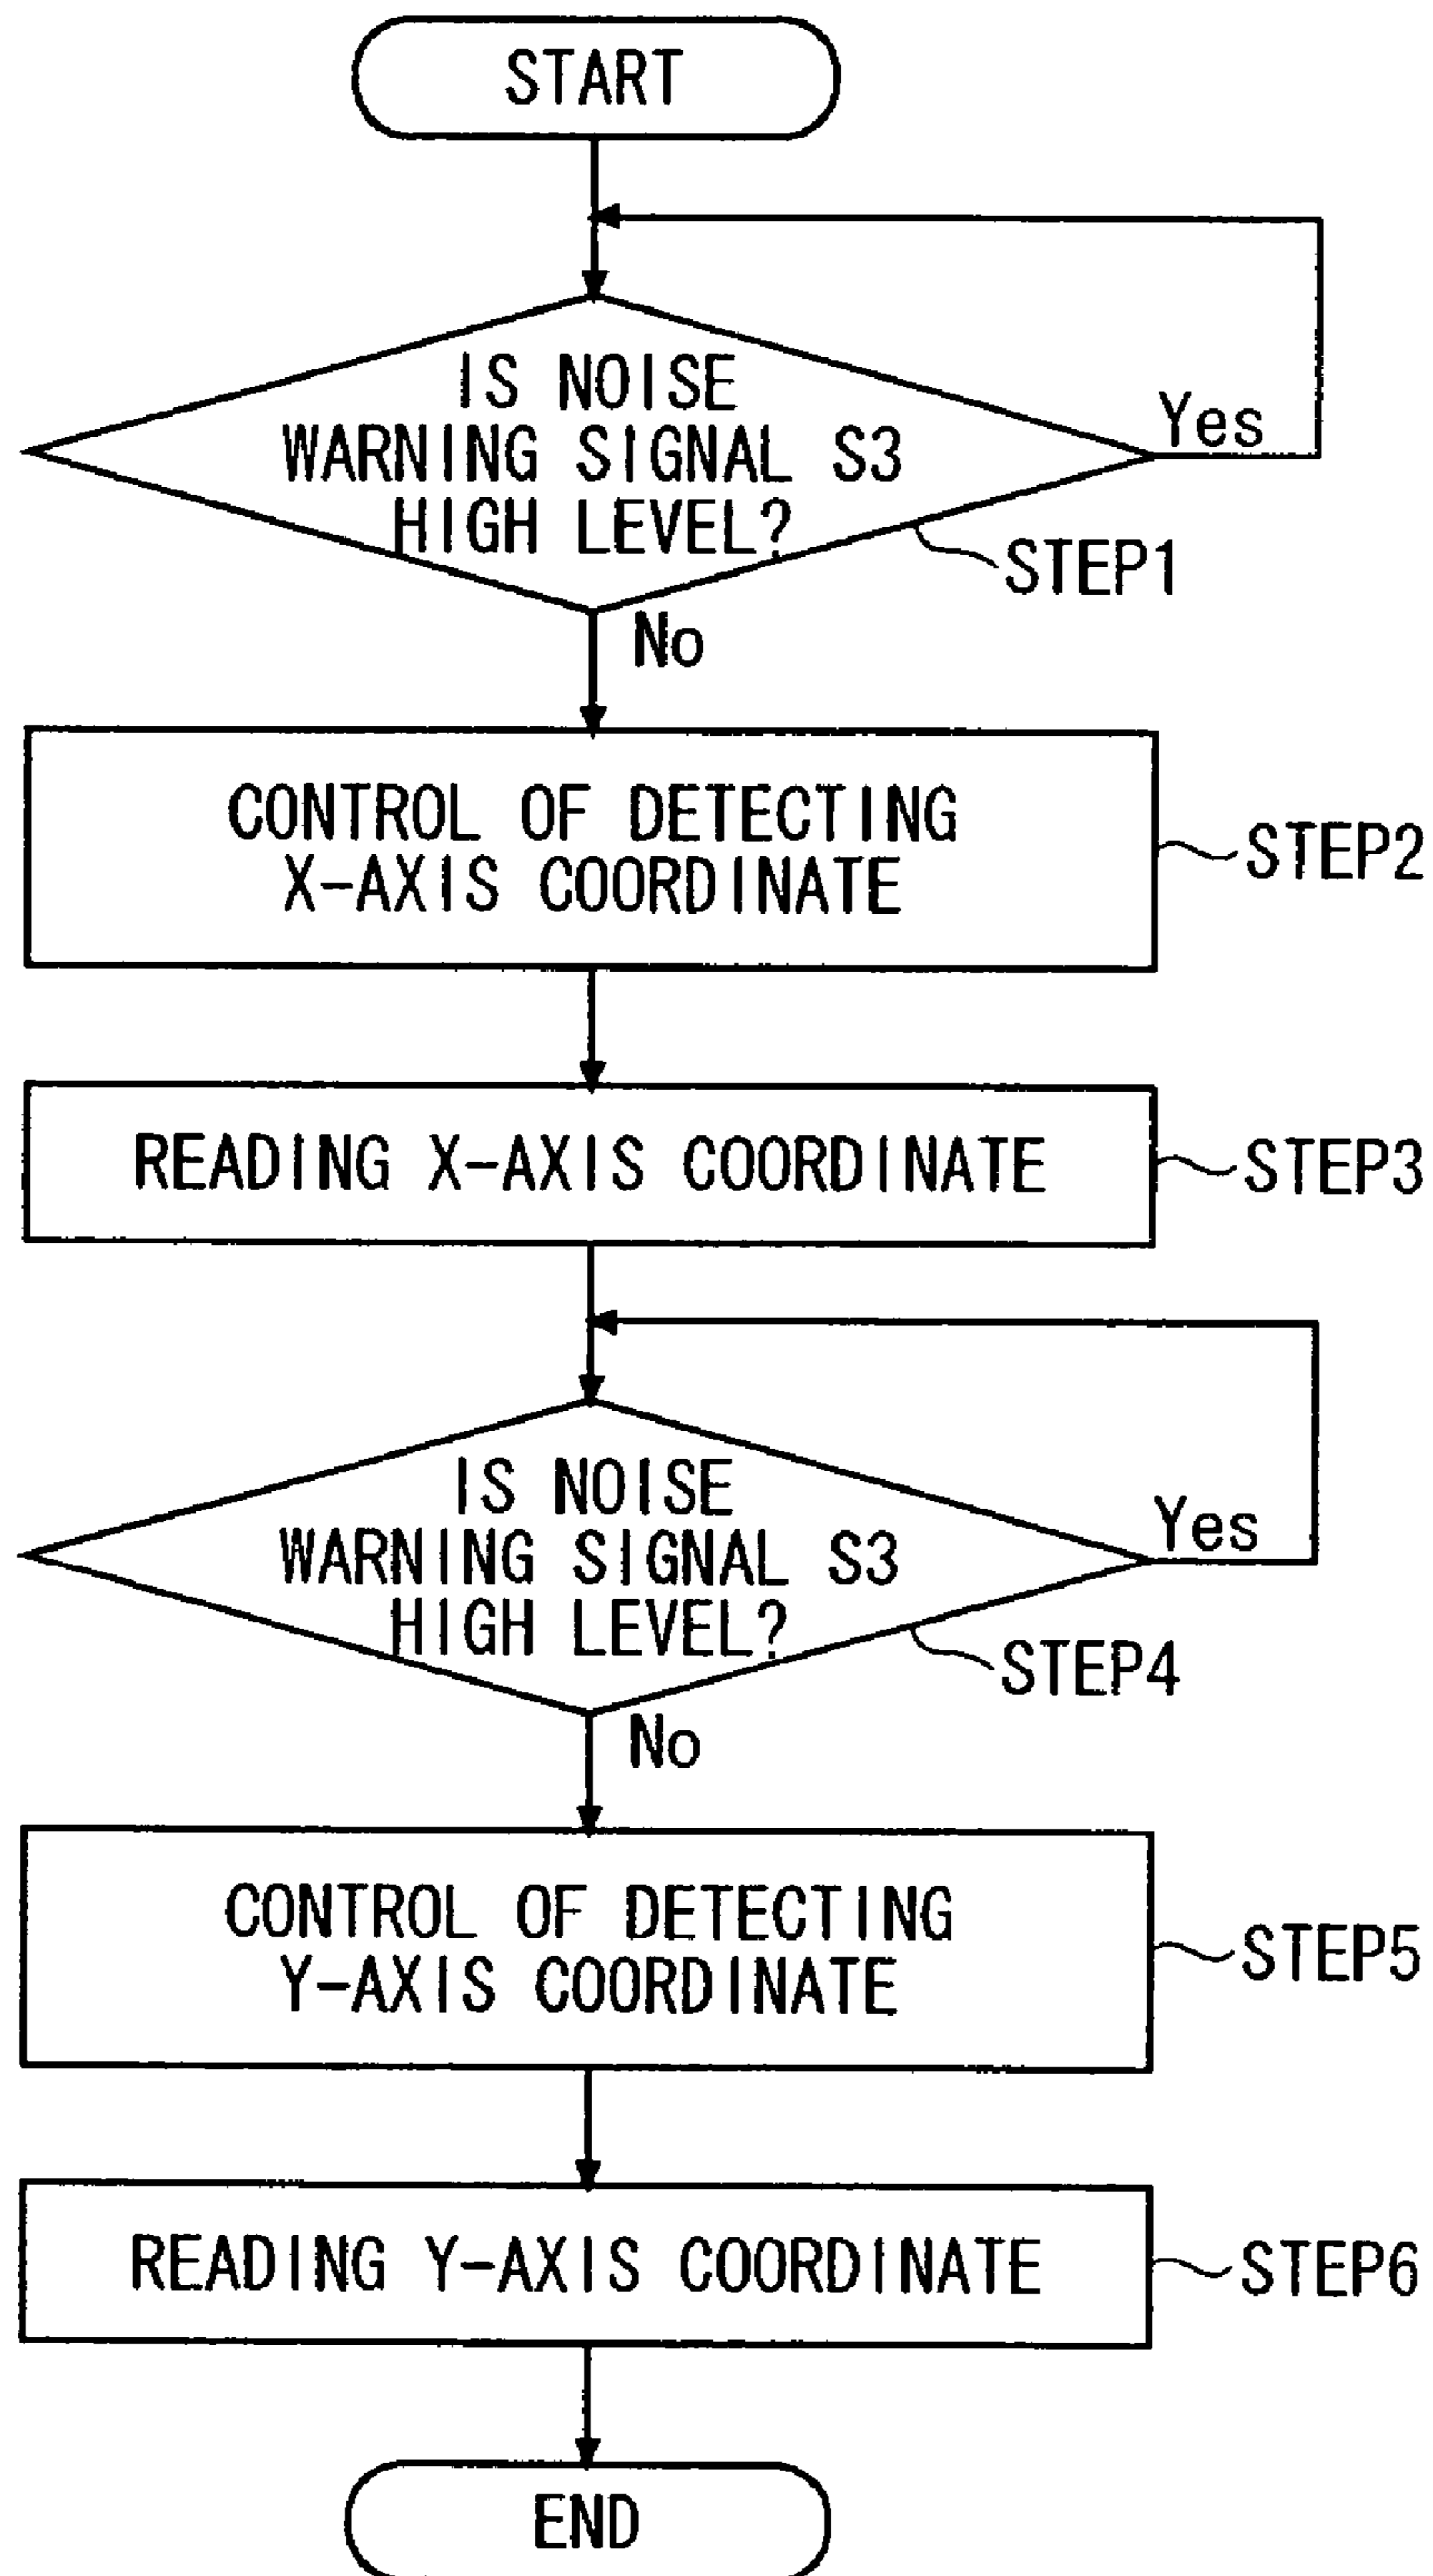 START
IS NOISE
WARNING SIGNAL S3
HIGH LEVEL?
Yes
STEP1
No
CONTROL OF DETECTING
X-AXIS COORDINATE
STEP2
READING X-AXIS COORDINATE
STEP3
IS NOISE
WARNING SIGNAL S3
HIGH LEVEL?
Yes
STEP4
No
CONTROL OF DETECTING
Y-AXIS COORDINATE
STEP5
READING Y-AXIS COORDINATE
STEP6
END